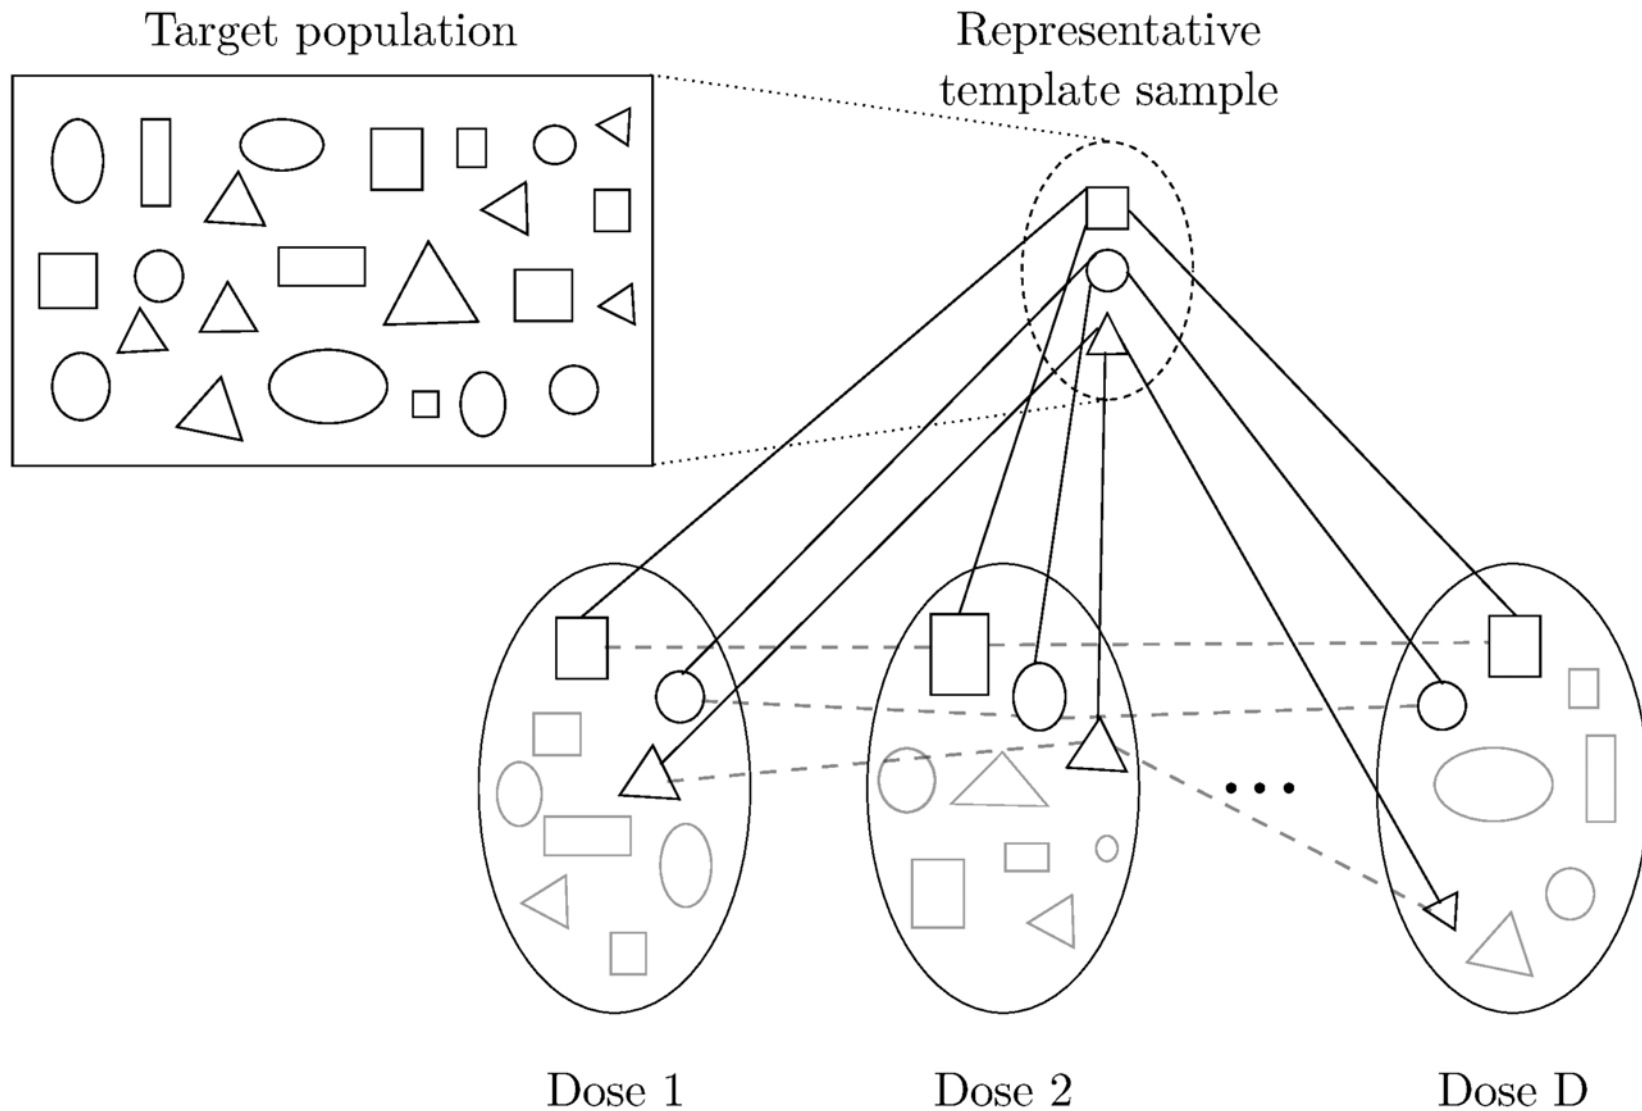 Target population
Representative
template sample
Dose 1
Dose 2
Dose D